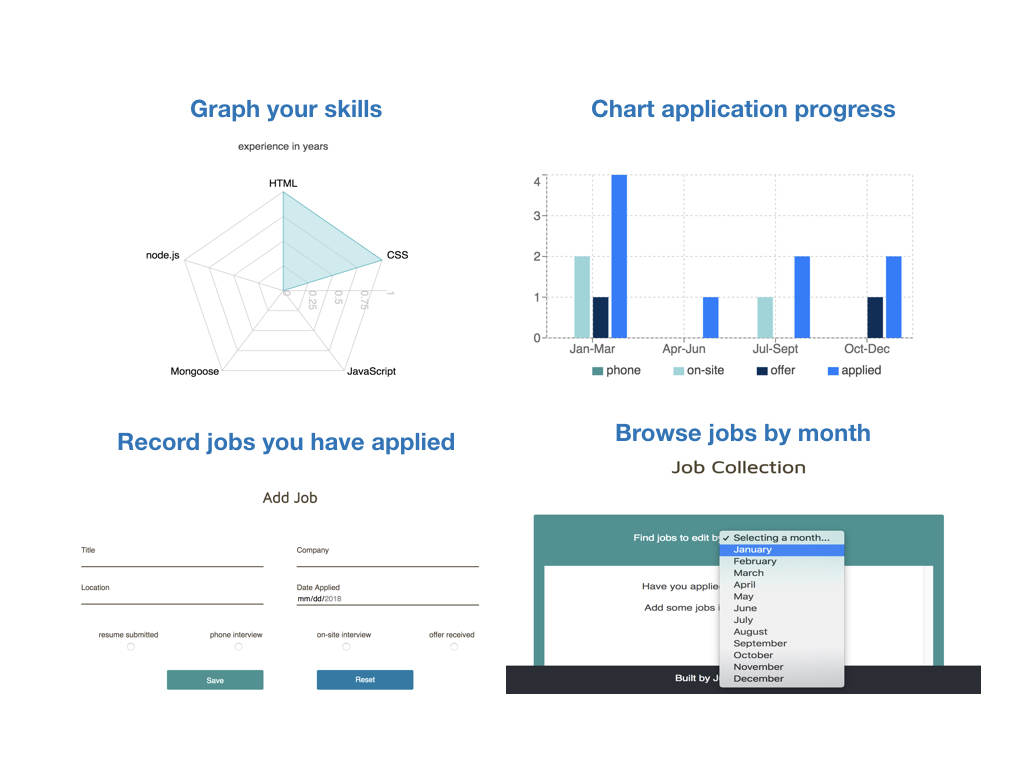 Graph your skills
experience in years
HTML
node.js
CSS
0
0.25
0.5
0.75
1
Mongoose
JavaScript
Chart application progress
4
3
2
1
0
Jan-Mar
Apr-Jun
Jul-Sept
Oct-Dec
phone
on-site
offer
applied
Record jobs you have applied
Add Job
Title
Company
Location
Date Applied
mm/dd/2018
resume submitted
phone interview
on-site interview
offer received
Save
Reset
Browse jobs by month
Job Collection
Find jobs to edit by
✓ Selecting a month...
January
February
March
April
May
June
July
August
September
October
November
December
Have you applie
Add some jobs i
Built by J